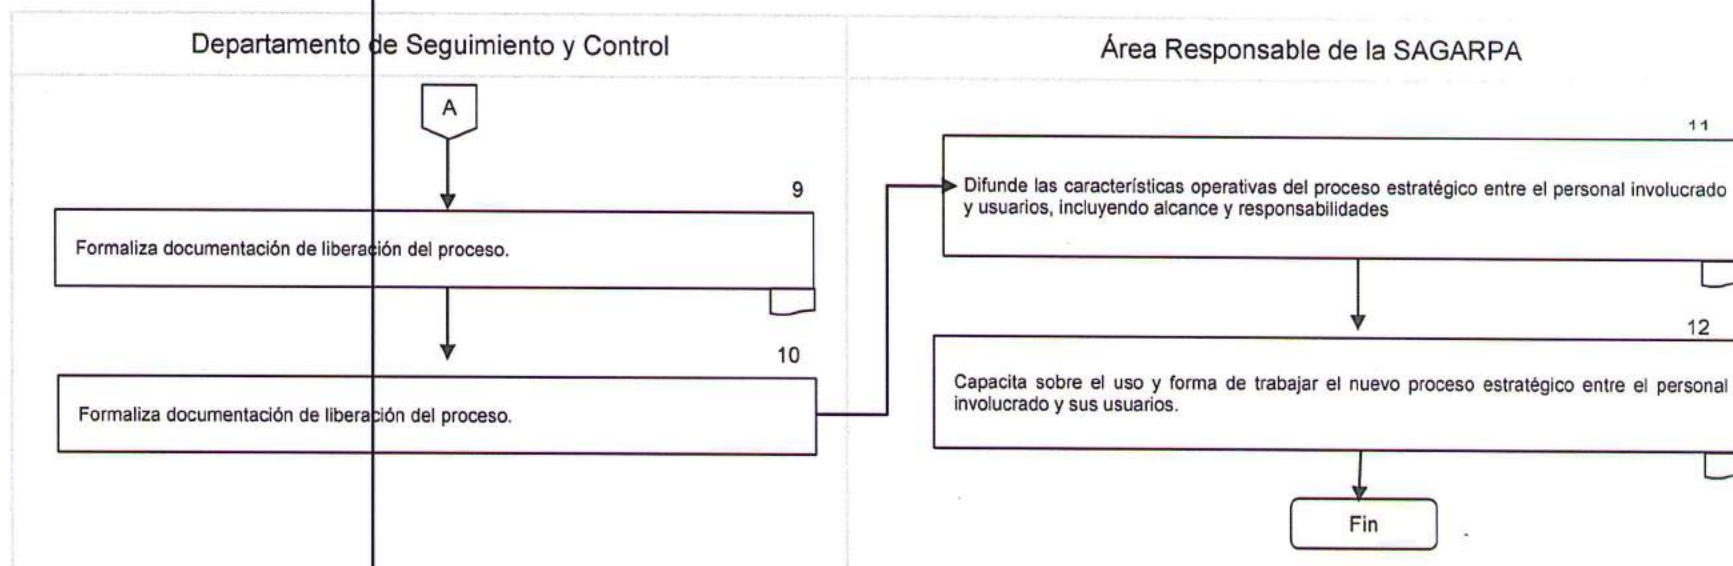 Departamento de Seguimiento y Control
Área Responsable de la SAGARPA
A
9
Formaliza documentación de liberación del proceso.
10
Formaliza documentación de liberación del proceso.
11
Difunde las características operativas del proceso estratégico entre el personal involucrado
y usuarios, incluyendo alcance y responsabilidades
12
Capacita sobre el uso y forma de trabajar el nuevo proceso estratégico entre el personal
involucrado y sus usuarios.
Fin